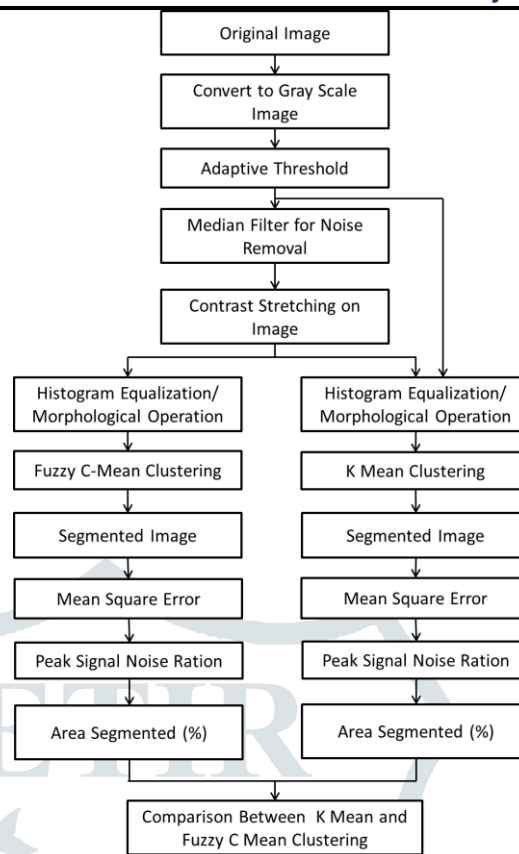 Original Image
Convert to Gray Scale
Image
Adaptive Threshold
Median Filter for Noise
Removal
Contrast Stretching on
Image
Histogram Equalization/
Morphological Operation
Fuzzy C-Mean Clustering
Segmented Image
Mean Square Error
Peak Signal Noise Ration
Area Segmented (%)
Histogram Equalization/
Morphological Operation
K Mean Clustering
Segmented Image
Mean Square Error
Peak Signal Noise Ration
Area Segmented (%)
Comparison Between K Mean and
Fuzzy C Mean Clustering
ETIR